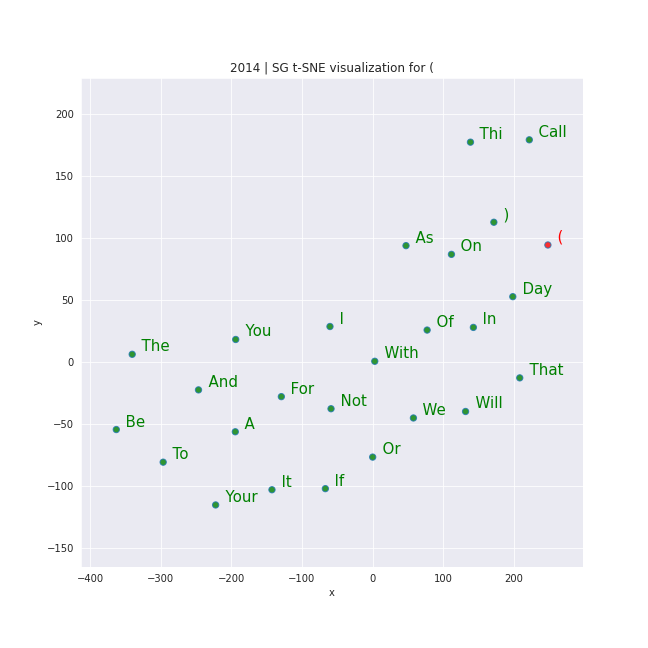 2014 | SG t-SNE visualization for (
200
150
100
50
0
−50
−100
−150
y
Thi
Call
)
(
As
On
Day
I
Of
In
You
The
With
That
And
For
Not
We
Will
Be
A
To
Or
It
If
Your
−400
−300
−200
−100
0
100
200
x